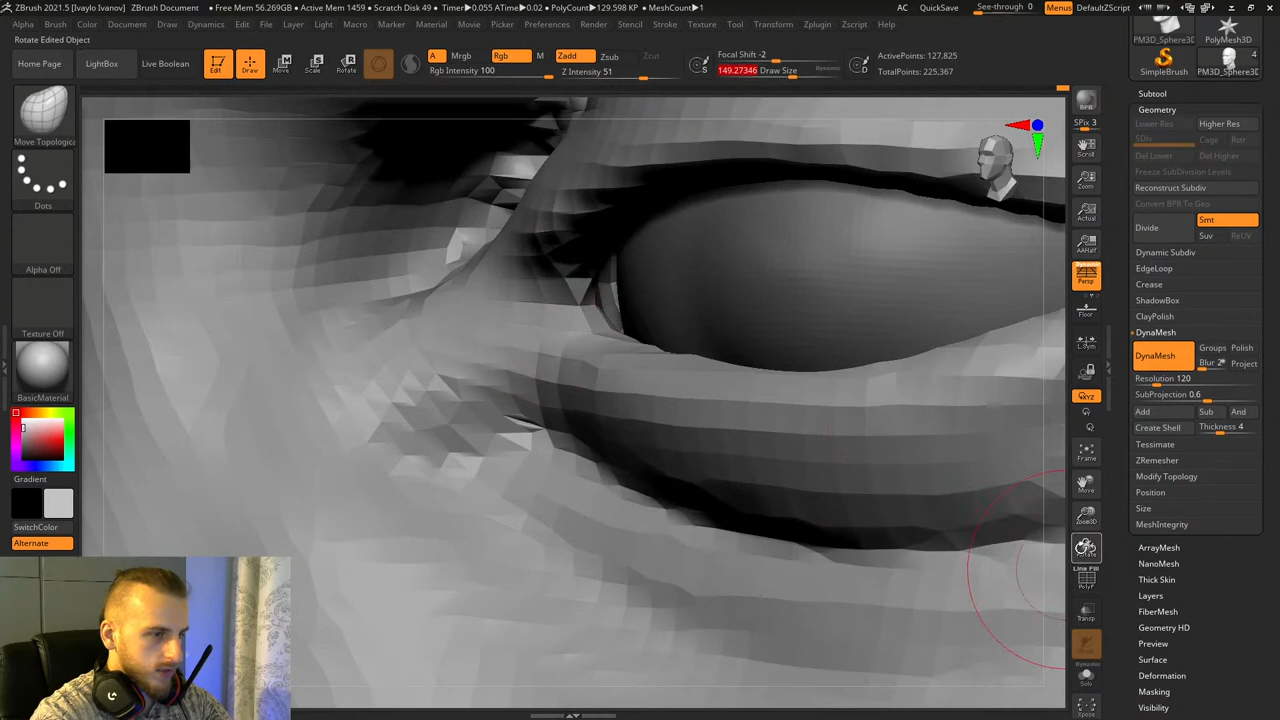 ZBrush 2021.5 [Ivaylo Ivanov] ZBrush Document • Free Mem 56.269GB • Active Mem 1459 • Scratch Disk 49 • Timer▶0.055 ATime▶0.02 • PolyCount▶129.598 KP • MeshCount▶1 AC QuickSave See-through 0 Menus DefaultZScript
Alpha Brush Color Document Draw Dynamics Edit File Layer Light Macro Marker Material Movie Picker Preferences Render Stencil Stroke Texture Tool Transform Zplugin Zscript Help
Rotate Edited Object
Home Page LightBox Live Boolean Edit Draw Move Scale Rotate
A Mrgb Rgb M Zadd Zsub Zcut
Rgb Intensity 100 Z Intensity 51
Focal Shift -2
149.27346 Draw Size Dynamic
ActivePoints: 127,825
TotalPoints: 225,367
S
D
Move Topologica
Dots
Alpha Off
Texture Off
BasicMaterial
Gradient
SwitchColor
Alternate
BPR
SPix 3
Scroll
Zoom
Actual
AAHalf
Dynamic
Persp
Floor
L.Sym
XYZ
Frame
Move
Zoom3D
Rotate
Line Fill
PolyF
Transp
Dynamic
Solo
Xpose
PM3D_Sphere3D PolyMesh3D
4
SimpleBrush PM3D_Sphere3D
Subtool
Geometry
Lower Res Higher Res
SDiv Cage Rstr
Del Lower Del Higher
Freeze SubDivision Levels
Reconstruct Subdiv
Convert BPR To Geo
Divide Smt
Suv ReUV
Dynamic Subdiv
EdgeLoop
Crease
ShadowBox
ClayPolish
DynaMesh
DynaMesh Groups Polish
Blur 2 Project
Resolution 120
SubProjection 0.6
Add Sub And
Create Shell Thickness 4
Tessimate
ZRemesher
Modify Topology
Position
Size
MeshIntegrity
ArrayMesh
NanoMesh
Thick Skin
Layers
FiberMesh
Geometry HD
Preview
Surface
Deformation
Masking
Visibility